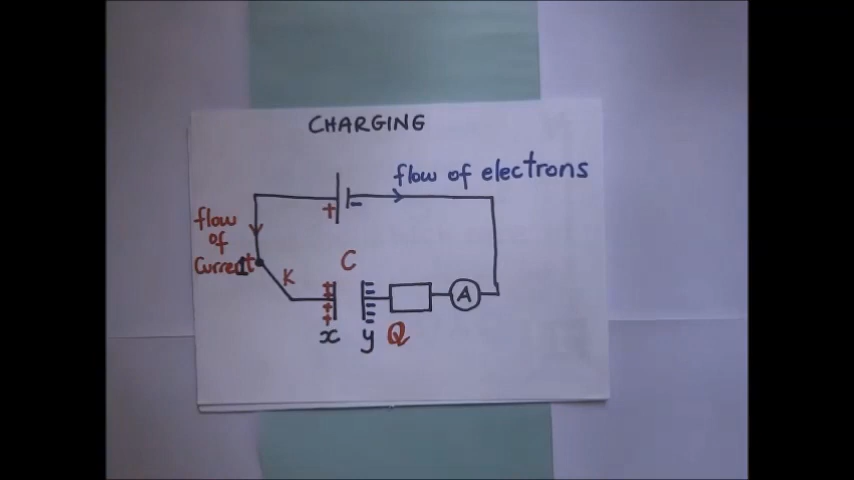 CHARGING
flow of electrons
+ -
flow
of
Current
K
C
+ + + +
A
x y Q